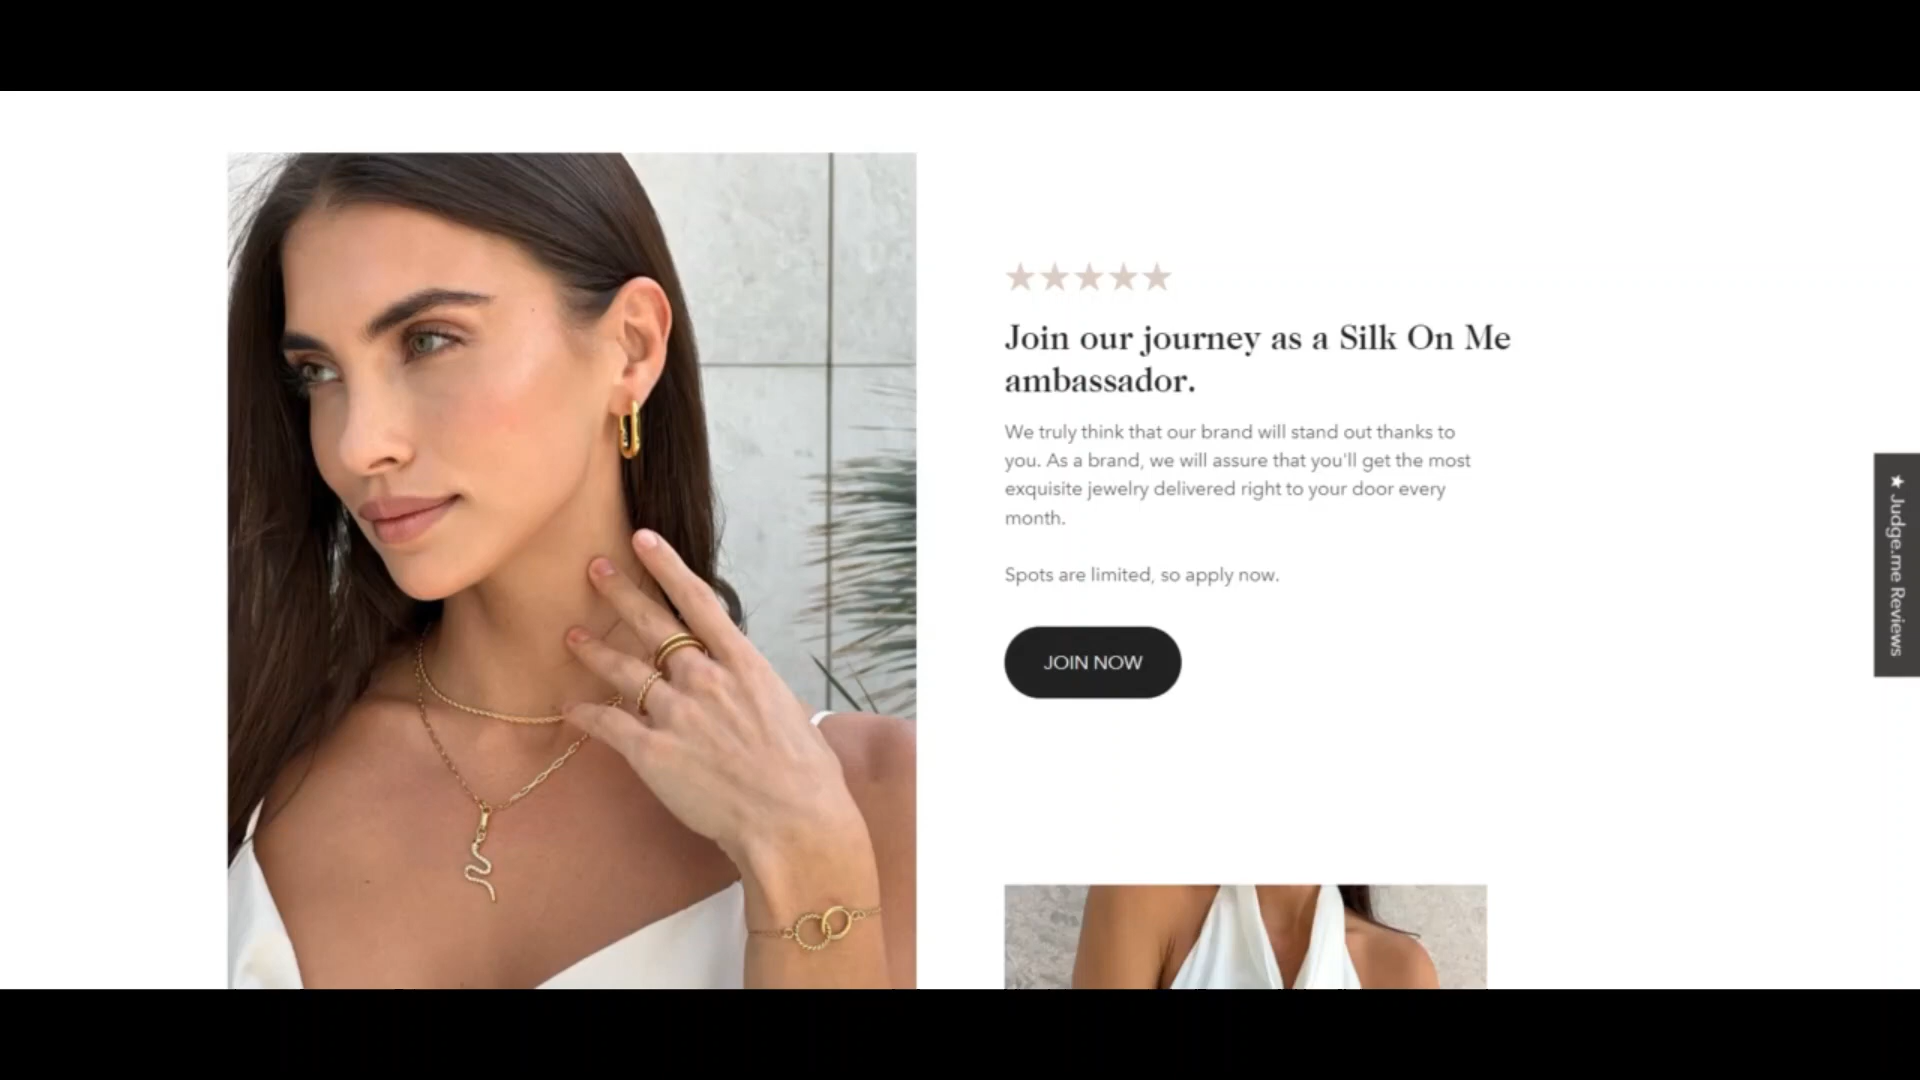 Join our journey as a Silk On Me
ambassador.
We truly think that our brand will stand out thanks to
you. As a brand, we will assure that you'll get the most
exquisite jewelry delivered right to your door every
month.
Spots are limited, so apply now.
JOIN NOW
★ Judge.me Reviews